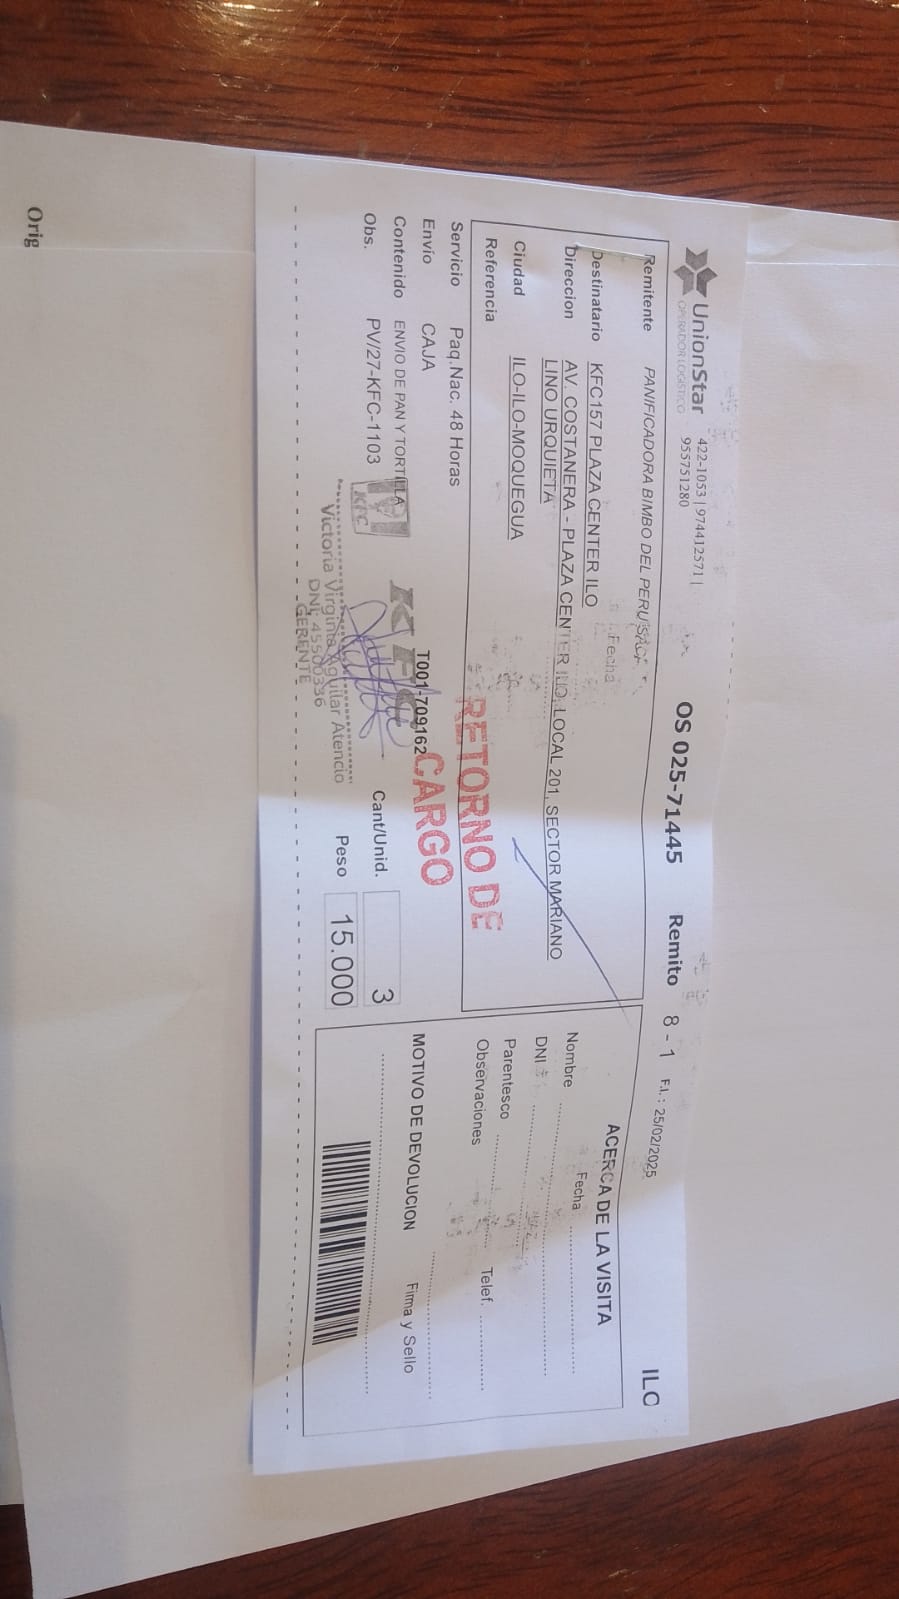 UnionStar
OPERADOR LOGISTICO
422-1053 | 974412571 |
955751280
OS 025-71445 Remito 8 - 1 F.I.: 25/02/2025 ILO
Remitente PANIFICADORA BIMBO DEL PERU SAC
Destinatario KFC157 PLAZA CENTER ILO
Fecha
Direccion AV. COSTANERA - PLAZA CENTER ILO, LOCAL 201, SECTOR MARIANO
LINO URQUIETA
Ciudad ILO-ILO-MOQUEGUA
Referencia
Servicio Paq.Nac. 48 Horas
Envío CAJA
Contenido ENVIO DE PAN Y TORTILLA
Obs. PV/27-KFC-1103
T001-709162
RETORNO DE
CARGO
KFC
KFC
Victoria Virginia Aguilar Atencio
DNI: 45500336
GERENTE
Cant/Unid. 3
Peso 15.000
ACERCA DE LA VISITA
Nombre Fecha
DNI
Parentesco
Observaciones Telef.
MOTIVO DE DEVOLUCION
Firma y Sello
Orig